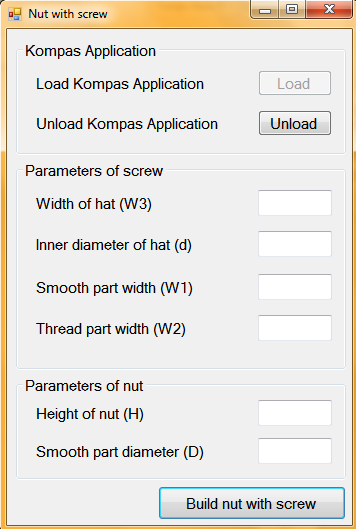 Nut with screw
Kompas Application
Load Kompas Application Load
Unload Kompas Application Unload
Parameters of screw
Width of hat (W3)
Inner diameter of hat (d)
Smooth part width (W1)
Thread part width (W2)
Parameters of nut
Height of nut (H)
Smooth part diameter (D)
Build nut with screw